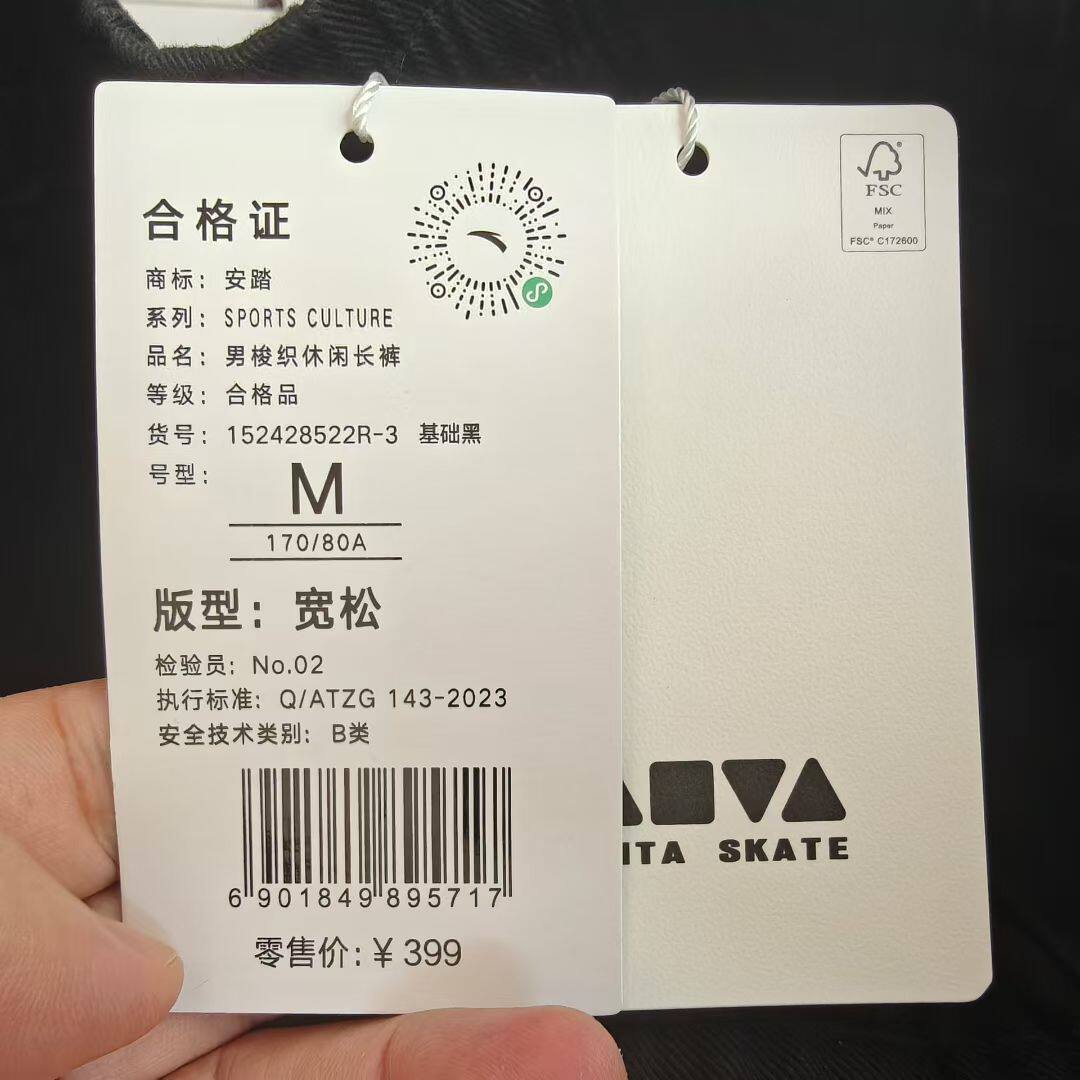 合格证
商标：安踏
系列：SPORTS CULTURE
品名：男梭织休闲长裤
等级：合格品
货号：152428522R-3 基础黑
号型：
M
170/80A
版型：宽松
检验员：No.02
执行标准：Q/ATZG 143-2023
安全技术类别：B类
6901849895717
零售价：¥399
FSC®
MIX
Paper
FSC® C172600
ITA SKATE